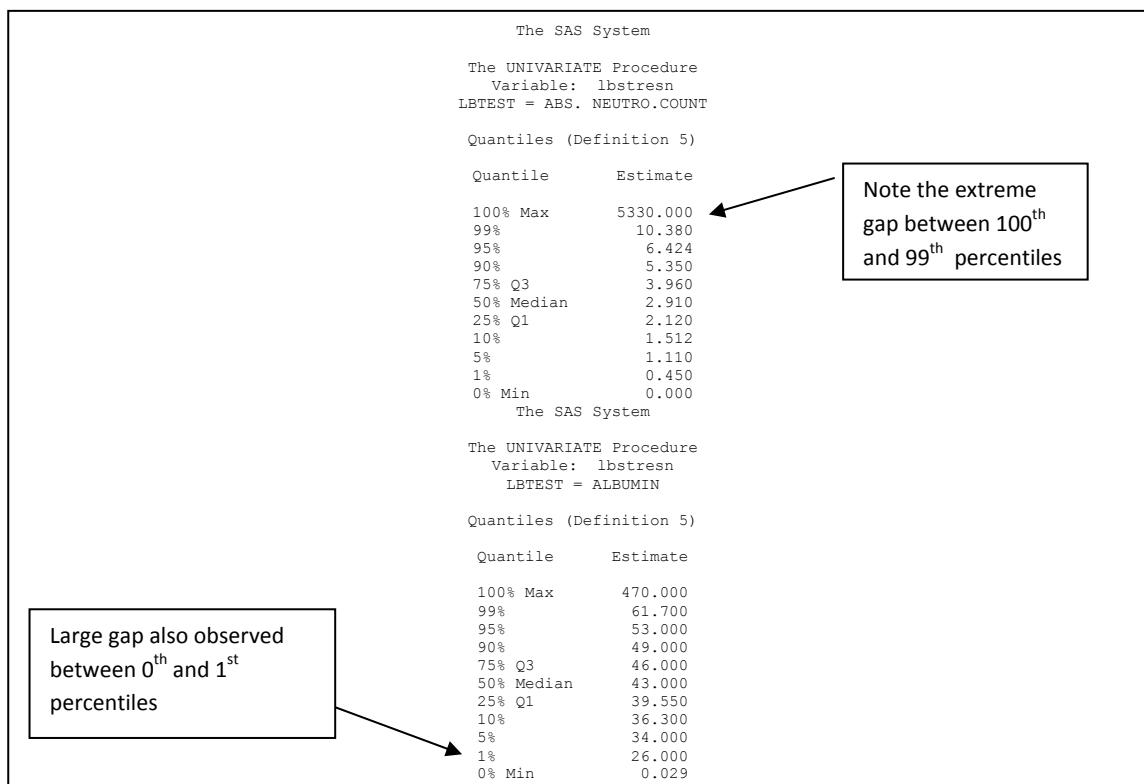 The SAS System
The UNIVARIATE Procedure
Variable: lbstresn
LBTEST = ABS. NEUTRO.COUNT
Quantiles (Definition 5)
Quantile Estimate
100% Max 5330.000
99% 10.380
95% 6.424
90% 5.350
75% Q3 3.960
50% Median 2.910
25% Q1 2.120
10% 1.512
5% 1.110
1% 0.450
0% Min 0.000
Note the extreme
gap between 100th
and 99th percentiles
The SAS System
The UNIVARIATE Procedure
Variable: lbstresn
LBTEST = ALBUMIN
Quantiles (Definition 5)
Quantile Estimate
100% Max 470.000
99% 61.700
95% 53.000
90% 49.000
75% Q3 46.000
50% Median 43.000
25% Q1 39.550
10% 36.300
5% 34.000
1% 26.000
0% Min 0.029
Large gap also observed
between 0th and 1st
percentiles